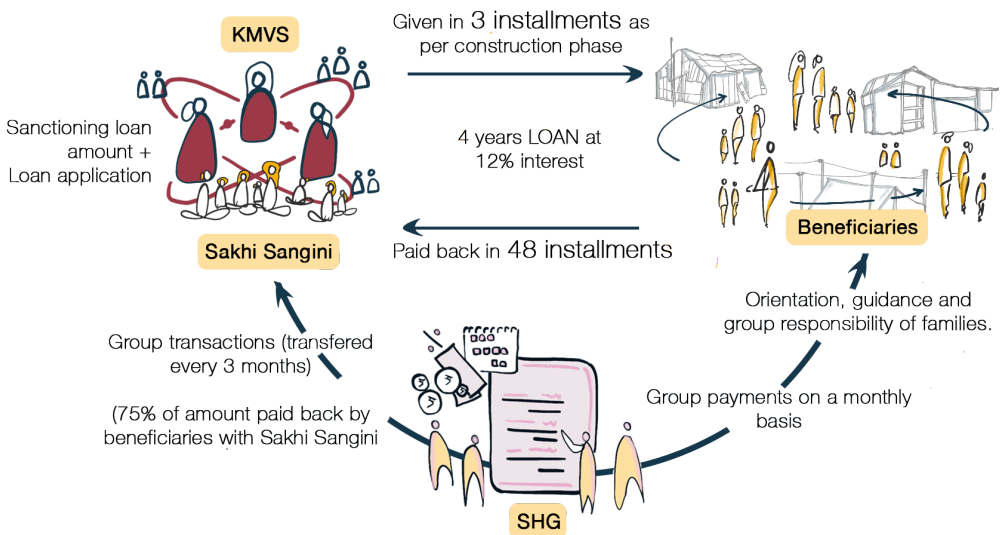 KMVS
Given in 3 installments as
per construction phase
Sanctioning loan
amount +
Loan application
4 years LOAN at
12% interest
Beneficiaries
Sakhi Sangini
Paid back in 48 installments
Orientation, guidance and
group responsibility of families.
Group transactions (transfered
every 3 months)
Group payments on a monthly
basis
(75% of amount paid back by
beneficiaries with Sakhi Sangini
SHG